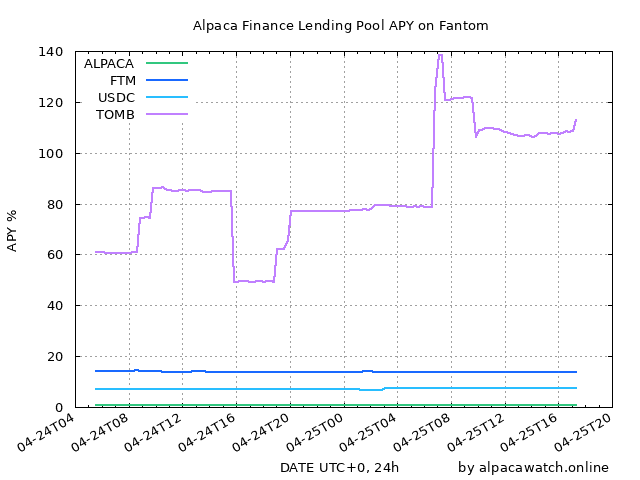 Alpaca Finance Lending Pool APY on Fantom
ALPACA
FTM
USDC
TOMB
140
120
100
80
60
40
20
0
APY %
04-24T04
04-24T08
04-24T12
04-24T16
04-24T20
04-25T00
04-25T04
04-25T08
04-25T12
04-25T16
04-25T20
DATE UTC+0, 24h
by alpacawatch.online